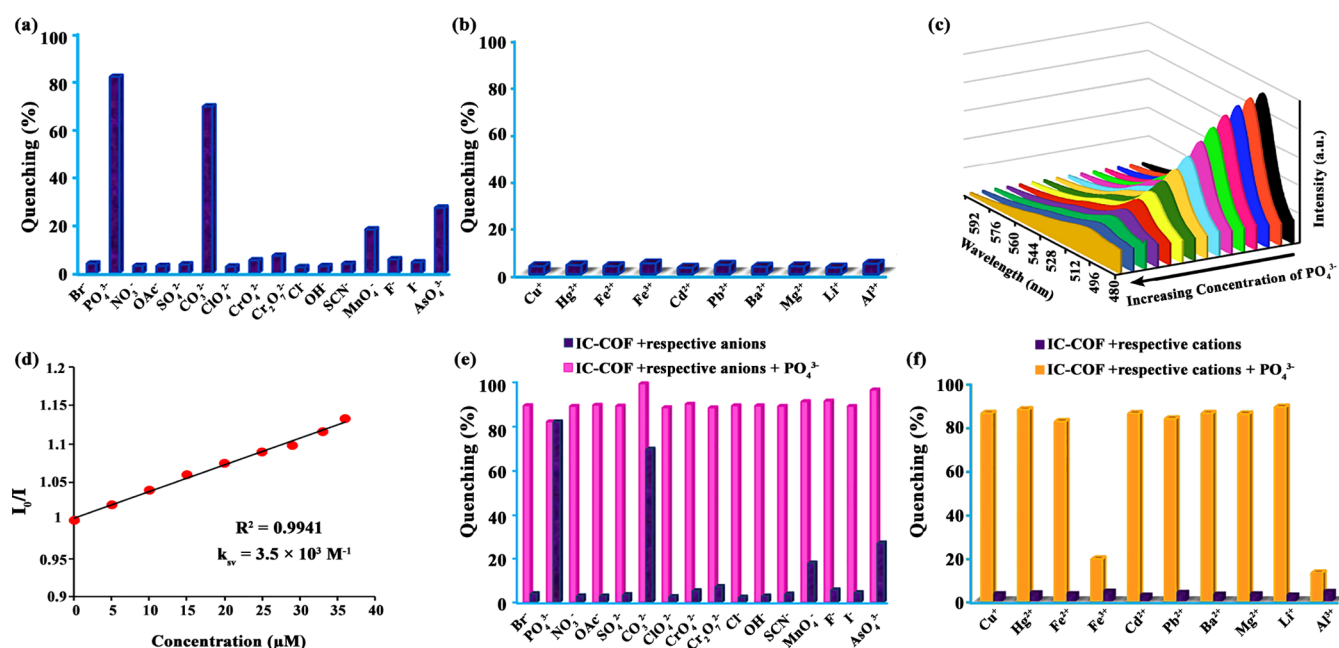 (a)
100
80
60
40
20
0
Quenching (%)
Br⁻
PO₄³⁻
NO₃⁻
OAc⁻
SO₄²⁻
CO₃²⁻
ClO₄²⁻
CrO₄²⁻
Cr₂O₇²⁻
Cl⁻
OH⁻
SCN⁻
MnO₄⁻
F⁻
I⁻
AsO₄³⁻
(b)
100
80
60
40
20
0
Quenching (%)
Cu⁺
Hg²⁺
Fe²⁺
Fe³⁺
Cd²⁺
Pb²⁺
Ba²⁺
Mg²⁺
Li⁺
Al³⁺
(c)
Intensity (a.u.)
592
576
560
544
528
512
496
480
Wavelength (nm)
Increasing Concentration of PO₄³⁻
(d)
1.2
1.15
1.1
1.05
1
0.95
0.9
I₀/I
R² = 0.9941
kₛᵥ = 3.5 × 10³ M⁻¹
0 5 10 15 20 25 30 35 40
Concentration (µM)
IC-COF +respective anions
IC-COF +respective anions + PO₄³⁻
(e)
100
80
60
40
20
0
Quenching (%)
Br⁻
PO₄³⁻
NO₃⁻
OAc⁻
SO₄²⁻
CO₃²⁻
ClO₄²⁻
CrO₄²⁻
Cr₂O₇²⁻
Cl⁻
OH⁻
SCN⁻
MnO₄⁻
F⁻
I⁻
AsO₄³⁻
IC-COF +respective cations
IC-COF +respective cations + PO₄³⁻
(f)
100
80
60
40
20
0
Quenching (%)
Cu⁺
Hg²⁺
Fe²⁺
Fe³⁺
Cd²⁺
Pb²⁺
Ba²⁺
Mg²⁺
Li⁺
Al³⁺